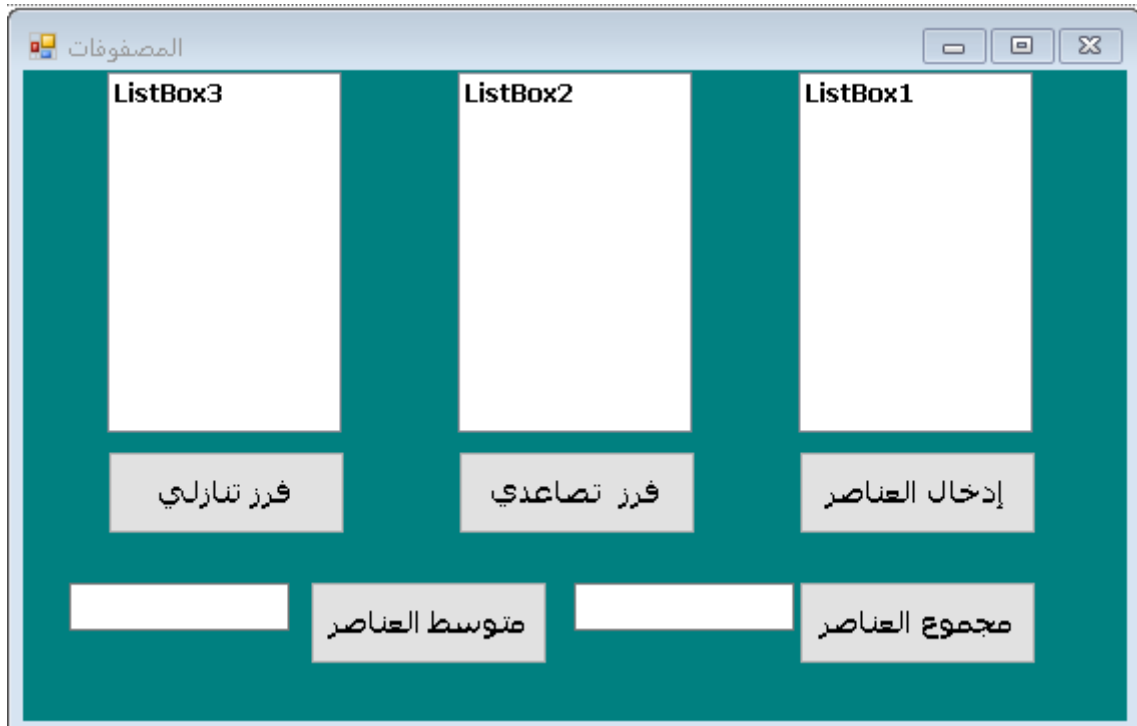 المصفوفات
ListBox1
ListBox2
ListBox3
إدخال العناصر
فرز تصاعدي
فرز تنازلي
مجموع العناصر
متوسط العناصر